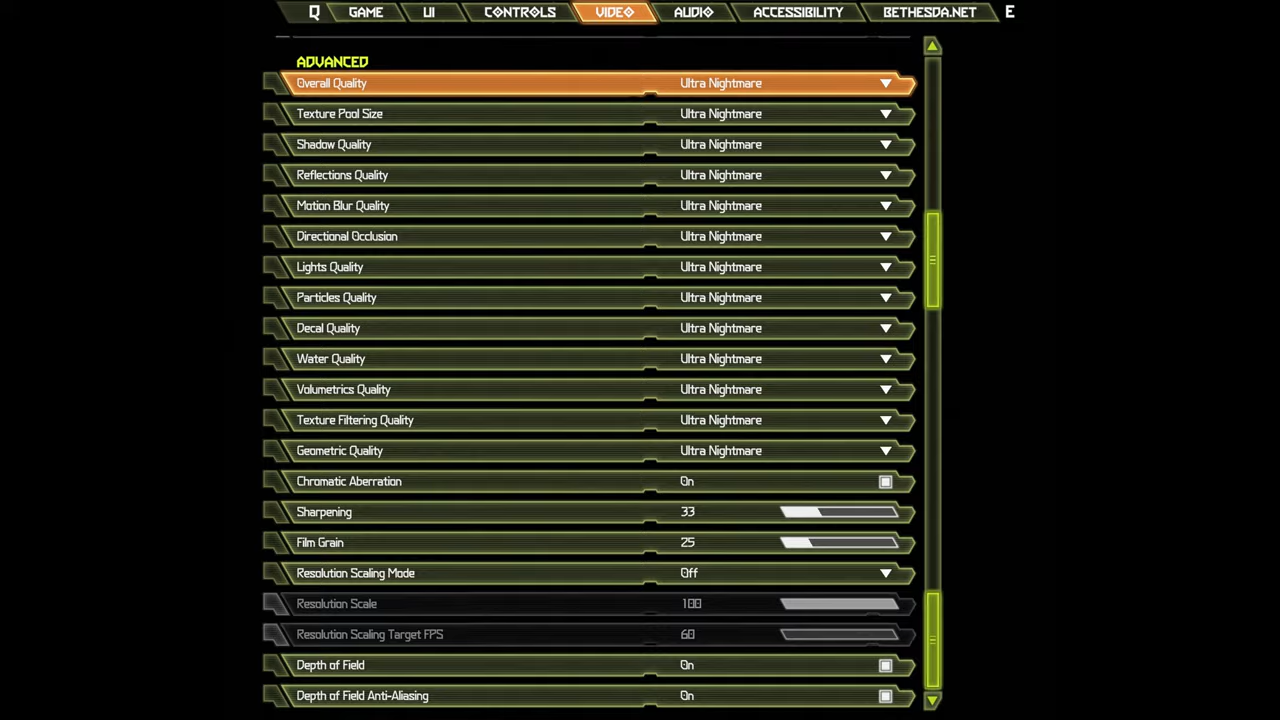 Q GAME UI CONTROLS VIDEO AUDIO ACCESSIBILITY BETHESDA.NET E
ADVANCED
Overall Quality Ultra Nightmare
Texture Pool Size Ultra Nightmare
Shadow Quality Ultra Nightmare
Reflections Quality Ultra Nightmare
Motion Blur Quality Ultra Nightmare
Directional Occlusion Ultra Nightmare
Lights Quality Ultra Nightmare
Particles Quality Ultra Nightmare
Decal Quality Ultra Nightmare
Water Quality Ultra Nightmare
Volumetrics Quality Ultra Nightmare
Texture Filtering Quality Ultra Nightmare
Geometric Quality Ultra Nightmare
Chromatic Aberration On
Sharpening 33
Film Grain 25
Resolution Scaling Mode Off
Resolution Scale 100
Resolution Scaling Target FPS 60
Depth of Field On
Depth of Field Anti-Aliasing On